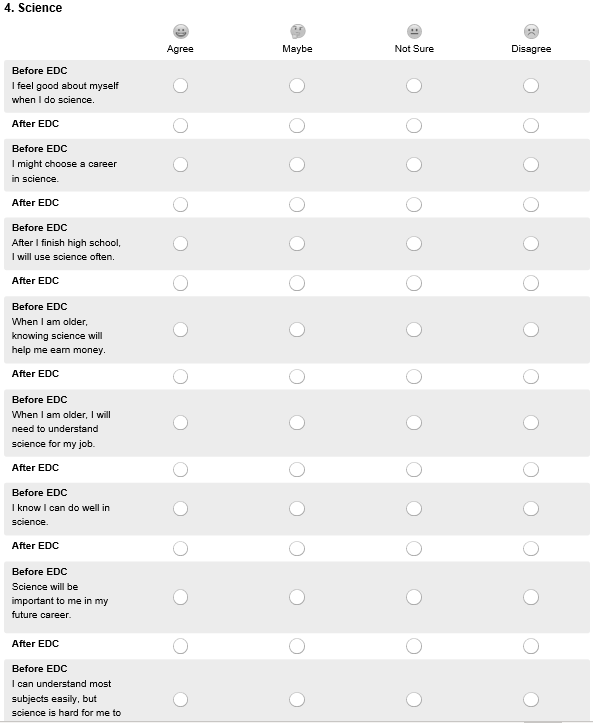 4. Science
Agree Maybe Not Sure Disagree
Before EDC
I feel good about myself
when I do science.
After EDC
Before EDC
I might choose a career
in science.
After EDC
Before EDC
After I finish high school,
I will use science often.
After EDC
Before EDC
When I am older,
knowing science will
help me earn money.
After EDC
Before EDC
When I am older, I will
need to understand
science for my job.
After EDC
Before EDC
I know I can do well in
science.
After EDC
Before EDC
Science will be
important to me in my
future career.
After EDC
Before EDC
I can understand most
subjects easily, but
science is hard for me to